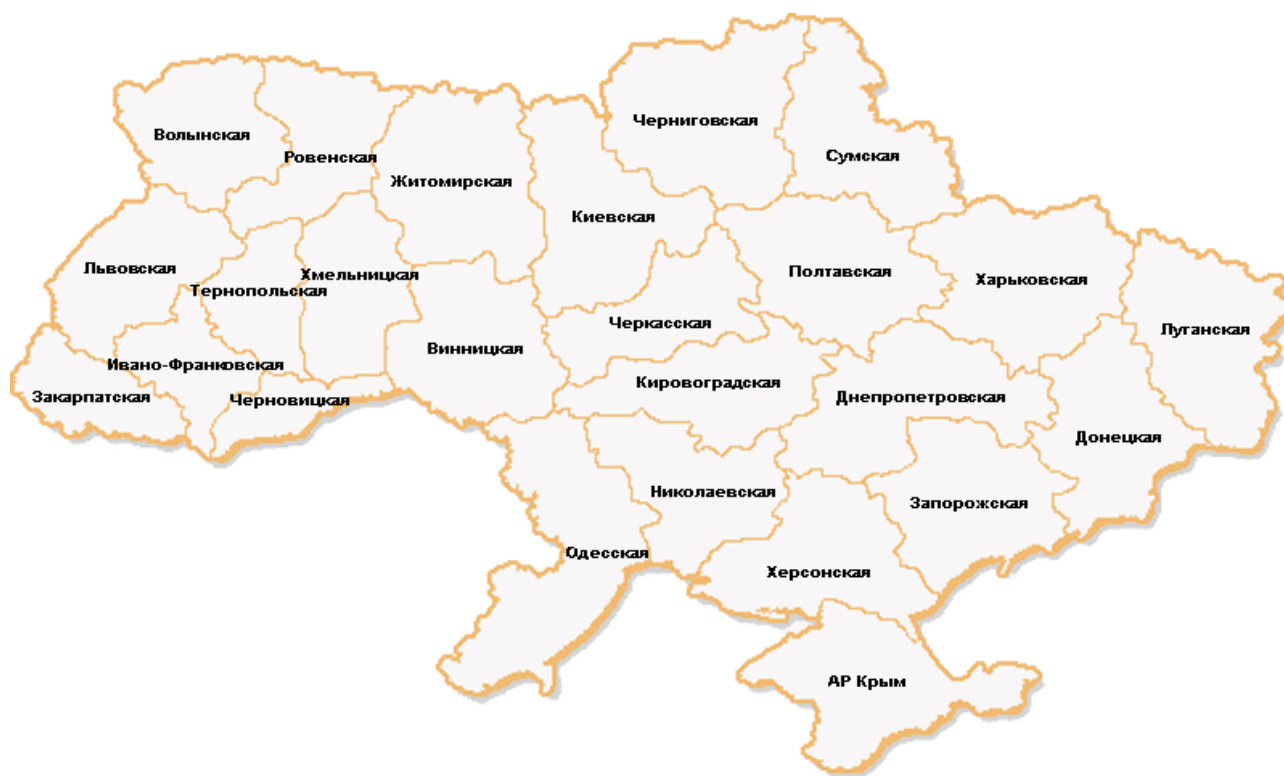 Черниговская
Волынская
Сумская
Ровенская
Житомирская
Киевская
Львовская
Хмельницкая
Полтавская
Харьковская
Тернопольская
Черкасская
Луганская
Винницкая
Ивано-Франковская
Кировоградская
Закарпатская
Черновицкая
Днепропетровская
Донецкая
Николаевская
Запорожская
Одесская
Херсонская
АР Крым